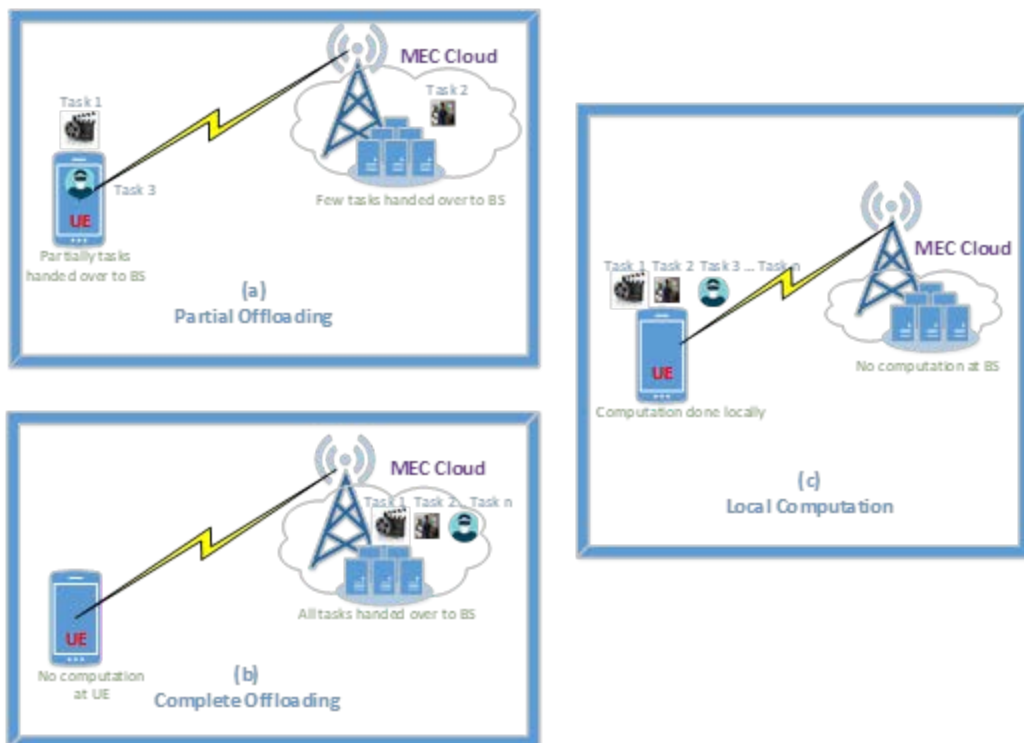 MEC Cloud
Task 1
Task 2
Task 3
UE
Few tasks handed over to BS
Partially tasks
handed over to BS
(a)
Partial Offloading
MEC Cloud
Task 1 Task 2... Task n
UE
All tasks handed over to BS
No computation
at UE
(b)
Complete Offloading
MEC Cloud
Task 1 Task 2 Task 3 ... Task n
UE
No computation at BS
Computation done locally
(c)
Local Computation